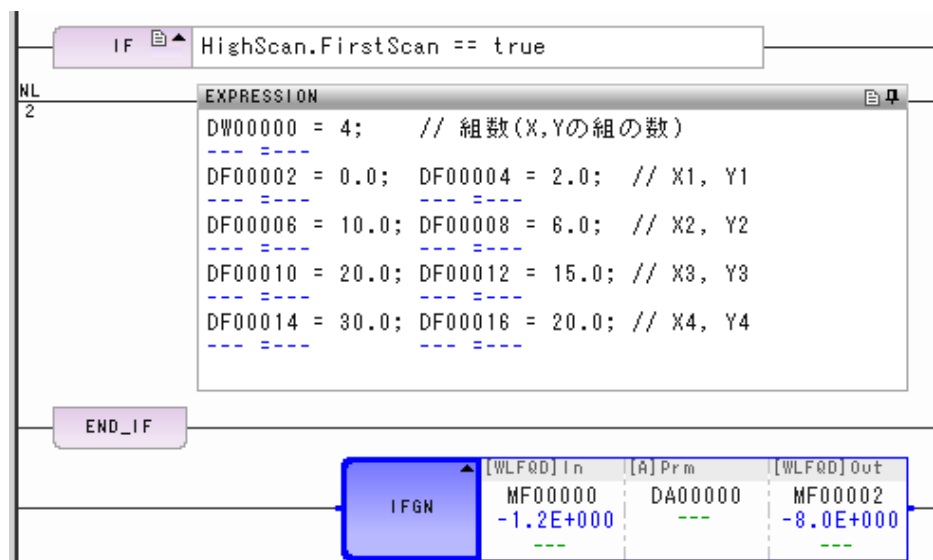 IF HighScan.FirstScan == true
NL
2
EXPRESSION
DW00000 = 4; // 組数(X,Yの組の数)
--- =---
DF00002 = 0.0; DF00004 = 2.0; // X1, Y1
--- =--- --- =---
DF00006 = 10.0; DF00008 = 6.0; // X2, Y2
--- =--- --- =---
DF00010 = 20.0; DF00012 = 15.0; // X3, Y3
--- =--- --- =---
DF00014 = 30.0; DF00016 = 20.0; // X4, Y4
--- =--- --- =---
END_IF
[WLFQD]In [A]Prm [WLFQD]Out
IFGN MF00000 DA00000 MF00002
-1.2E+000 --- -8.0E+000
--- ---